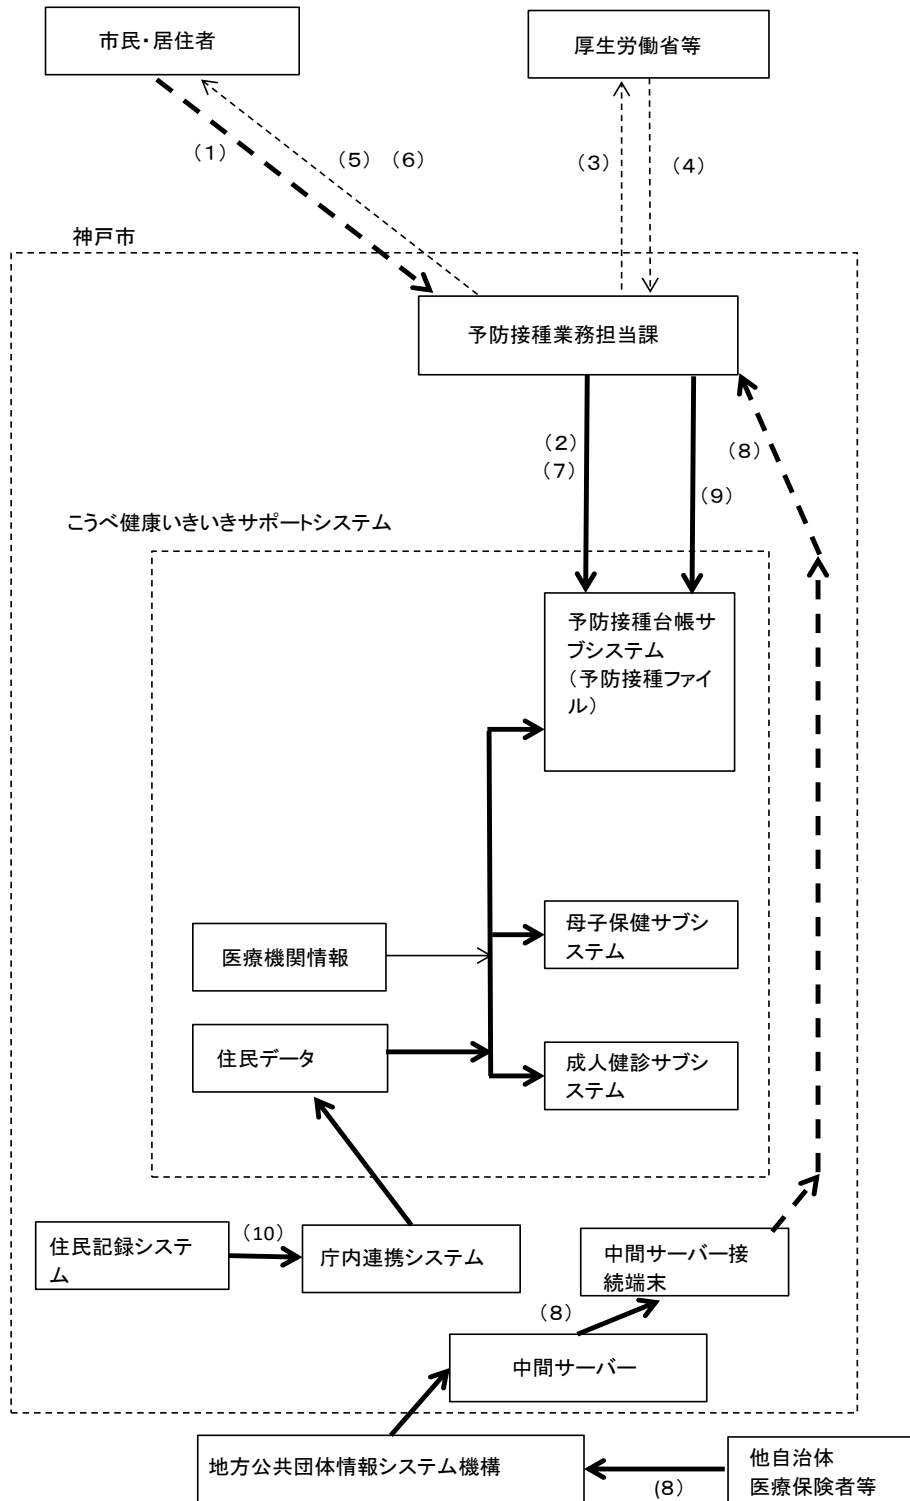 市民・居住者
厚生労働省等
（1）
（5）（6）
（3）
（4）
神戸市
予防接種業務担当課
（2）
（7）
（8）
（9）
こうべ健康いきいきサポートシステム
予防接種台帳サ
ブシステム
（予防接種ファイ
ル）
母子保健サブシ
ステム
医療機関情報
住民データ
成人健診サブシ
ステム
住民記録システ
ム
（10）
庁内連携システム
中間サーバー接
続端末
（8）
中間サーバー
地方公共団体情報システム機構
(8)
他自治体
医療保険者等